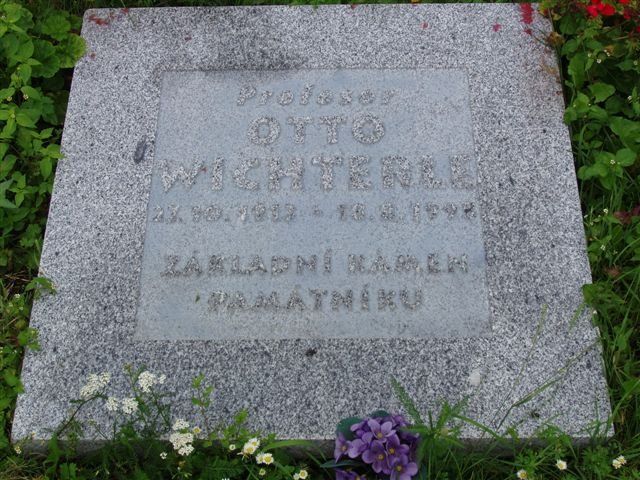 Profesor
OTTO
WICHTERLE
27.10.1913 - 18.8.1998
ZÁKLADNÍ KÁMEN
PAMÁTNÍKU